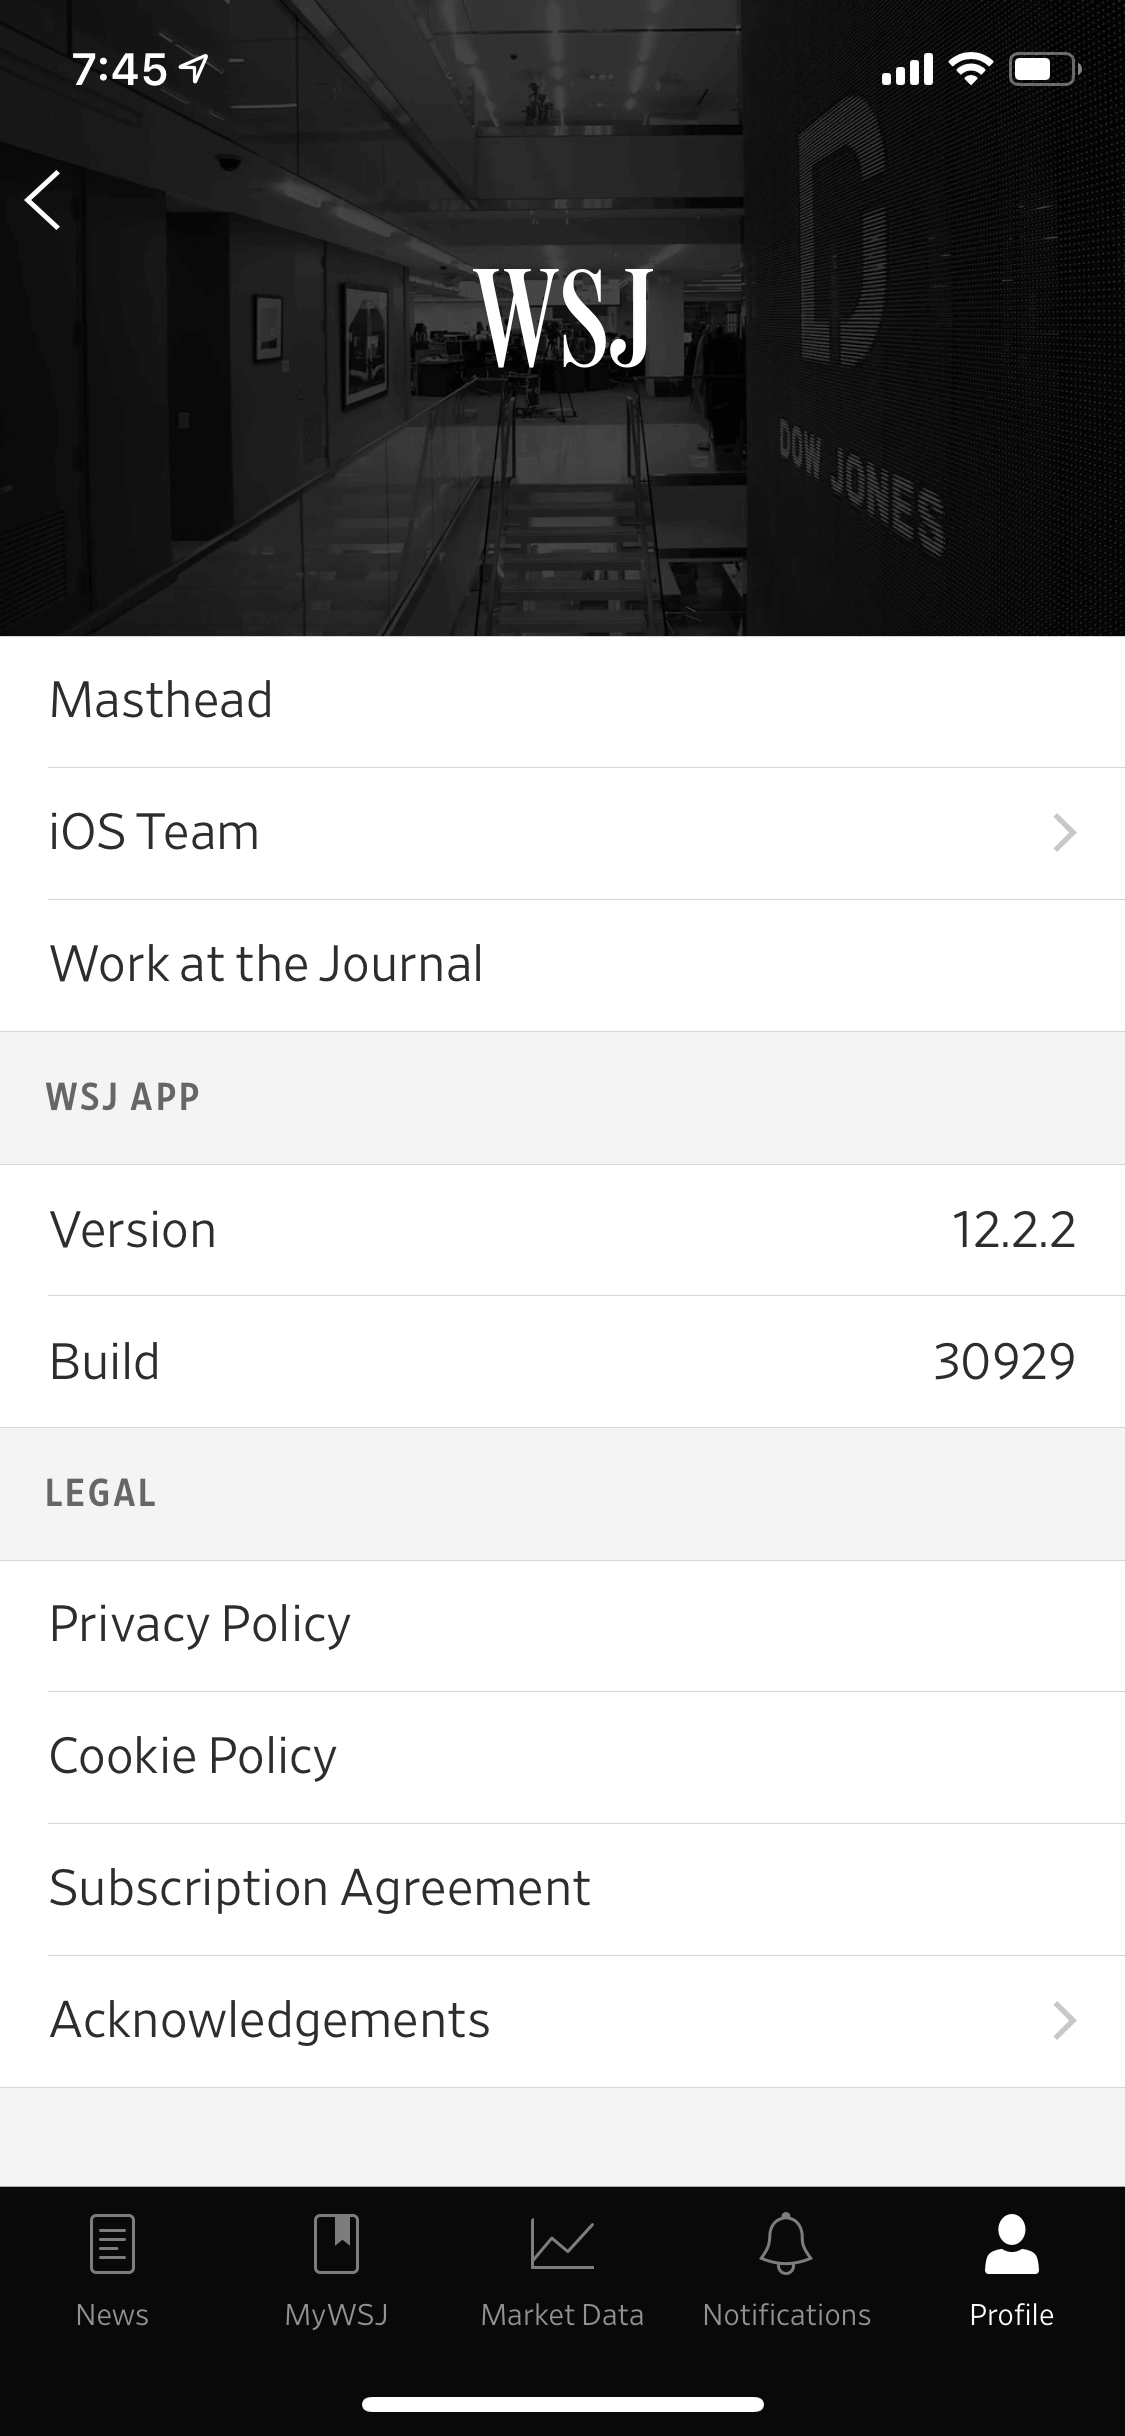 7:45
WSJ
DOW JONES
Masthead
iOS Team
Work at the Journal
WSJ APP
Version 12.2.2
Build 30929
LEGAL
Privacy Policy
Cookie Policy
Subscription Agreement
Acknowledgements
News MyWSJ Market Data Notifications Profile